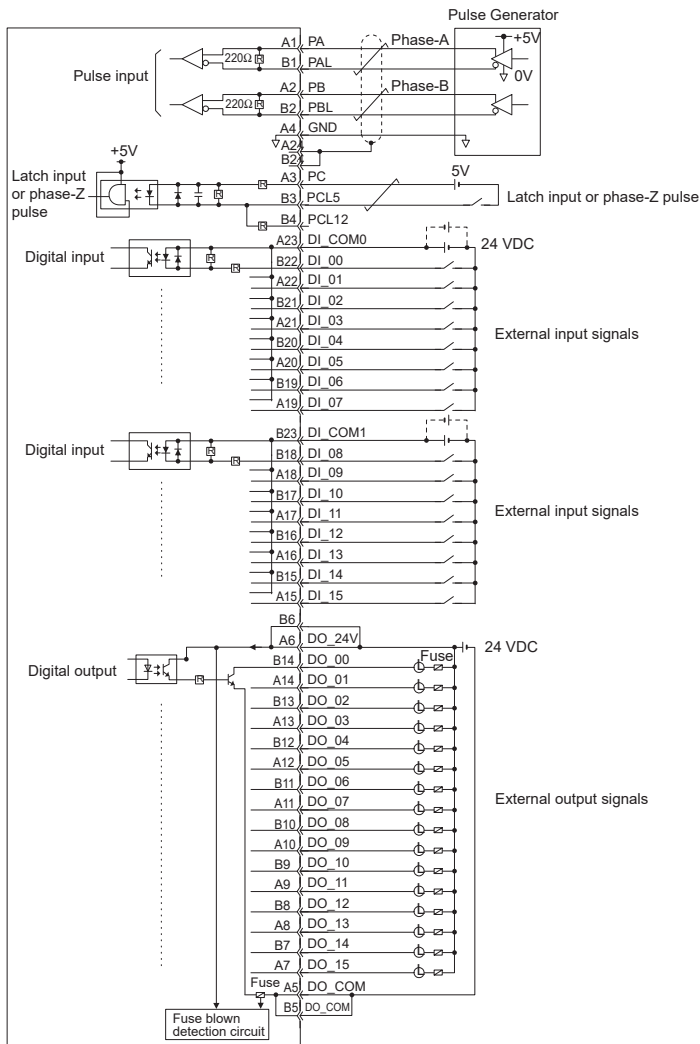 Pulse Generator
+5V
0V
Pulse input
220Ω
R
A1
PA
Phase-A
B1
PAL
220Ω
R
A2
PB
Phase-B
B2
PBL
A4
GND
A24
B24
+5V
Latch input
or phase-Z
pulse
R
R
A3
PC
5V
B3
PCL5
Latch input or phase-Z pulse
R
B4
PCL12
Digital input
R
R
A23
DI_COM0
24 VDC
B22
DI_00
A22
DI_01
B21
DI_02
A21
DI_03
External input signals
B20
DI_04
A20
DI_05
B19
DI_06
A19
DI_07
Digital input
R
R
B23
DI_COM1
B18
DI_08
A18
DI_09
B17
DI_10
A17
DI_11
External input signals
B16
DI_12
A16
DI_13
B15
DI_14
A15
DI_15
B6
A6
DO_24V
24 VDC
Digital output
R
B14
DO_00
L
Fuse
A14
DO_01
L
B13
DO_02
L
A13
DO_03
L
B12
DO_04
L
A12
DO_05
L
B11
DO_06
L
A11
DO_07
L
External output signals
B10
DO_08
L
A10
DO_09
L
B9
DO_10
L
A9
DO_11
L
B8
DO_12
L
A8
DO_13
L
B7
DO_14
L
A7
DO_15
L
Fuse
A5
DO_COM
B5
DO_COM
Fuse blown
detection circuit